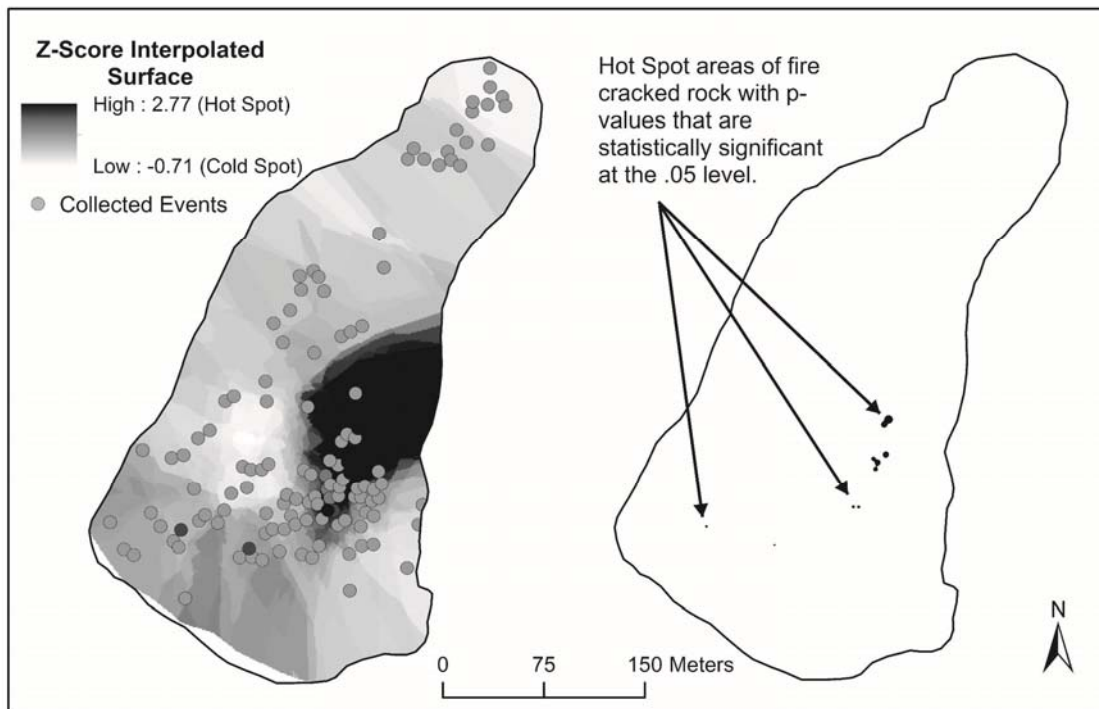 Z-Score Interpolated
Surface
High : 2.77 (Hot Spot)
Low : -0.71 (Cold Spot)
Collected Events
Hot Spot areas of fire
cracked rock with p-
values that are
statistically significant
at the .05 level.
N
0 75 150 Meters